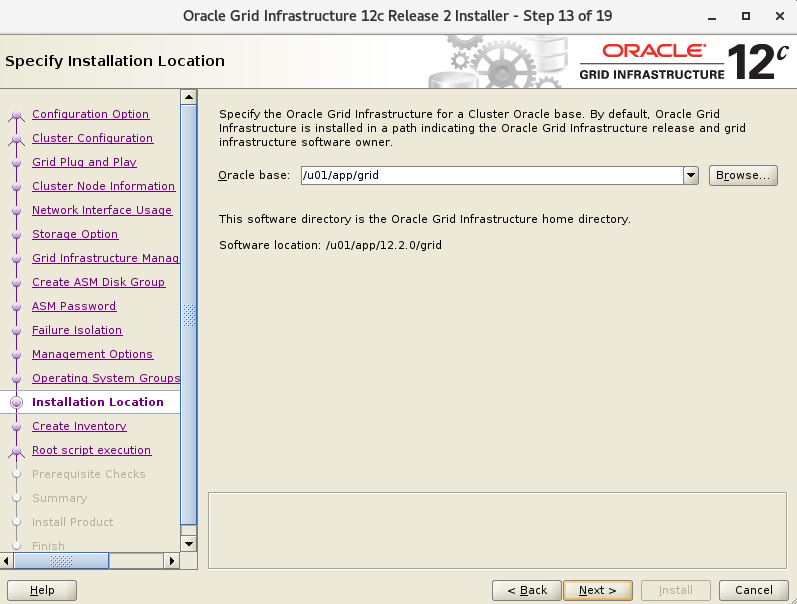 Oracle Grid Infrastructure 12c Release 2 Installer - Step 13 of 19
Specify Installation Location
ORACLE®
GRID INFRASTRUCTURE
12c
Configuration Option
Cluster Configuration
Grid Plug and Play
Cluster Node Information
Network Interface Usage
Storage Option
Grid Infrastructure Manag
Create ASM Disk Group
ASM Password
Failure Isolation
Management Options
Operating System Groups
Installation Location
Create Inventory
Root script execution
Prerequisite Checks
Summary
Install Product
Finish
Specify the Oracle Grid Infrastructure for a Cluster Oracle base. By default, Oracle Grid
Infrastructure is installed in a path indicating the Oracle Grid Infrastructure release and grid
infrastructure software owner.
Oracle base: /u01/app/grid Browse...
This software directory is the Oracle Grid Infrastructure home directory.
Software location: /u01/app/12.2.0/grid
Help < Back Next > Install Cancel